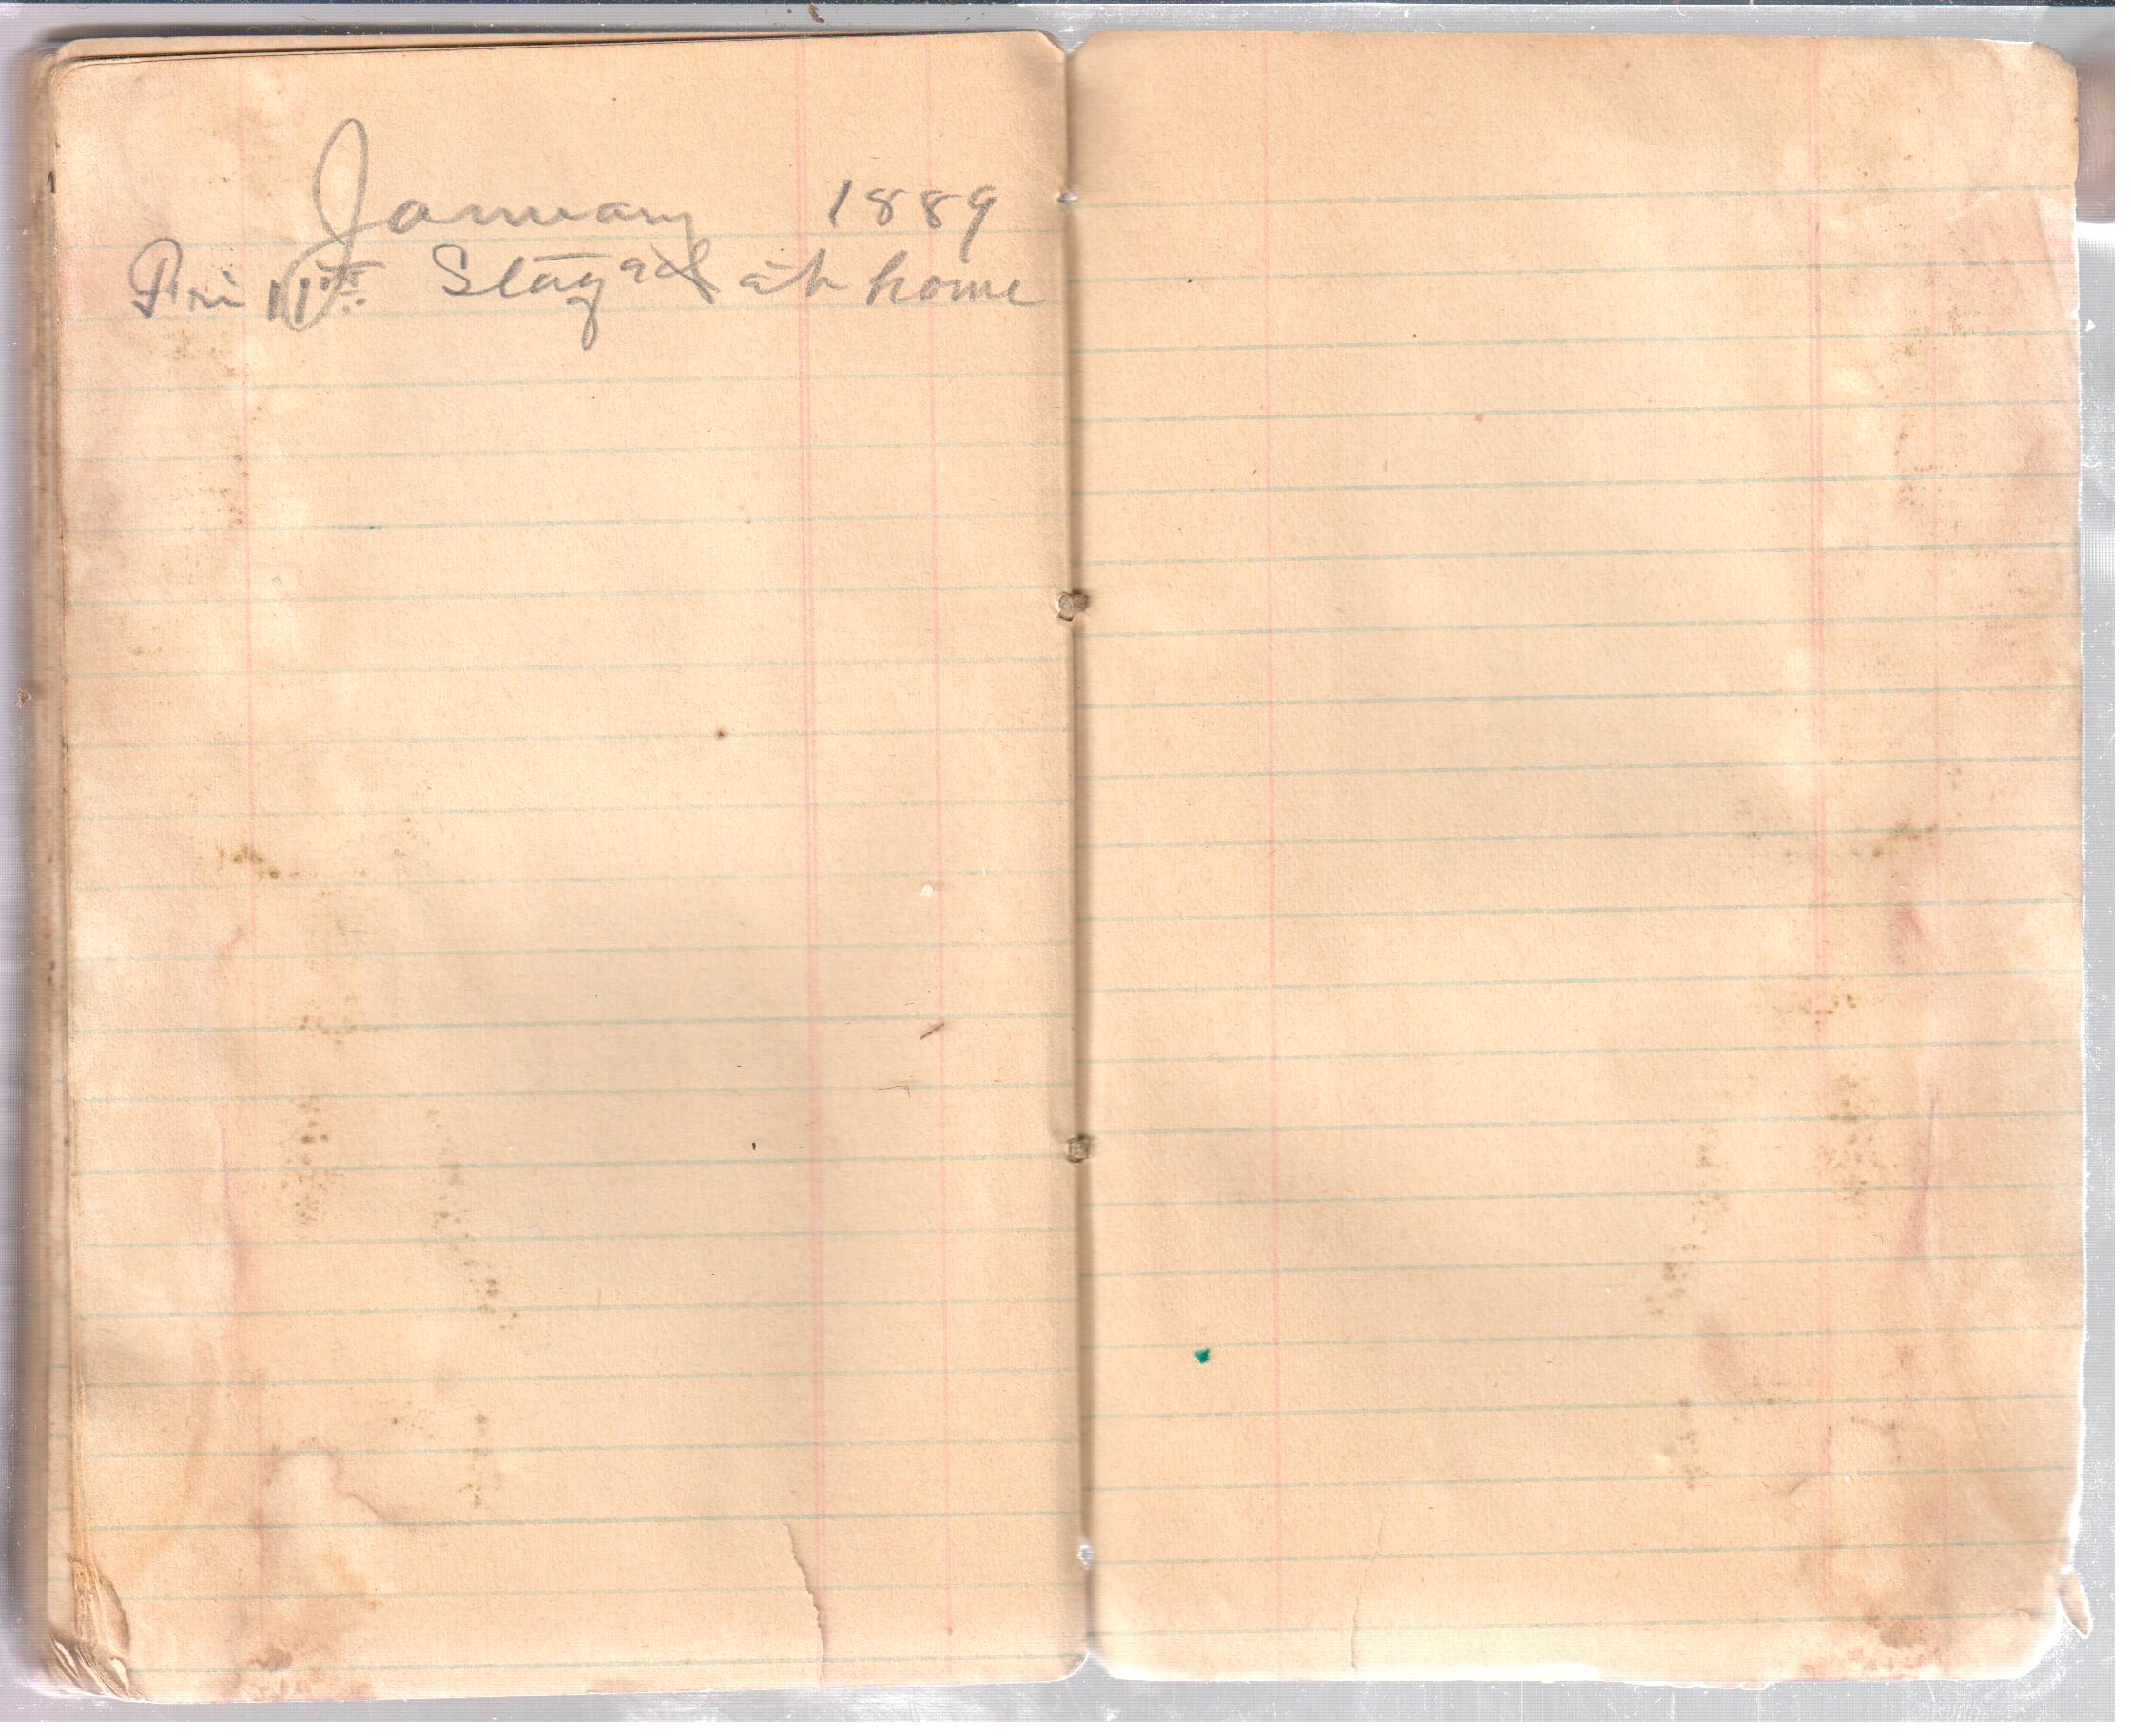 January 1889
Fri 11th. Stayed at home